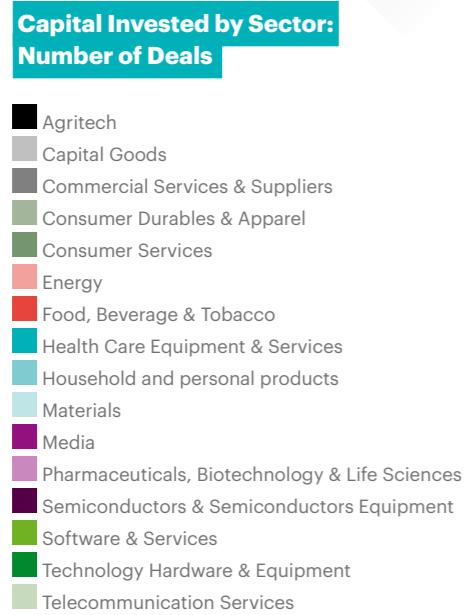 Capital Invested by Sector:
Number of Deals
Agritech
Capital Goods
Commercial Services & Suppliers
Consumer Durables & Apparel
Consumer Services
Energy
Food, Beverage & Tobacco
Health Care Equipment & Services
Household and personal products
Materials
Media
Pharmaceuticals, Biotechnology & Life Sciences
Semiconductors & Semiconductors Equipment
Software & Services
Technology Hardware & Equipment
Telecommunication Services